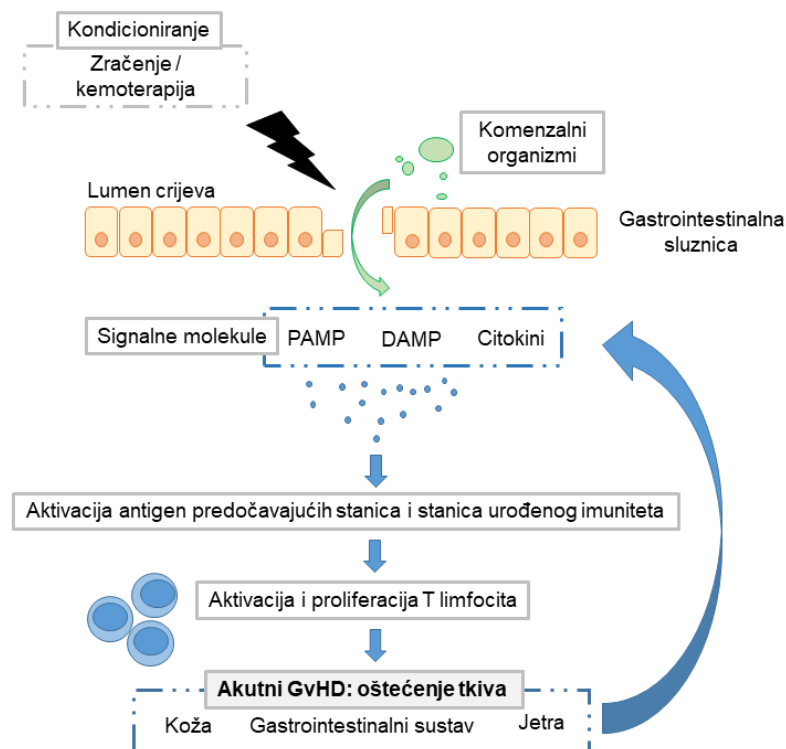 Kondicioniranje
Zračenje /
kemoterapija
Komenzalni
organizmi
Lumen crijeva
Gastrointestinalna
sluznica
Signalne molekule
PAMP DAMP Citokini
Aktivacija antigen predočavajućih stanica i stanica urođenog imuniteta
Aktivacija i proliferacija T limfocita
Akutni GvHD: oštećenje tkiva
Koža Gastrointestinalni sustav Jetra